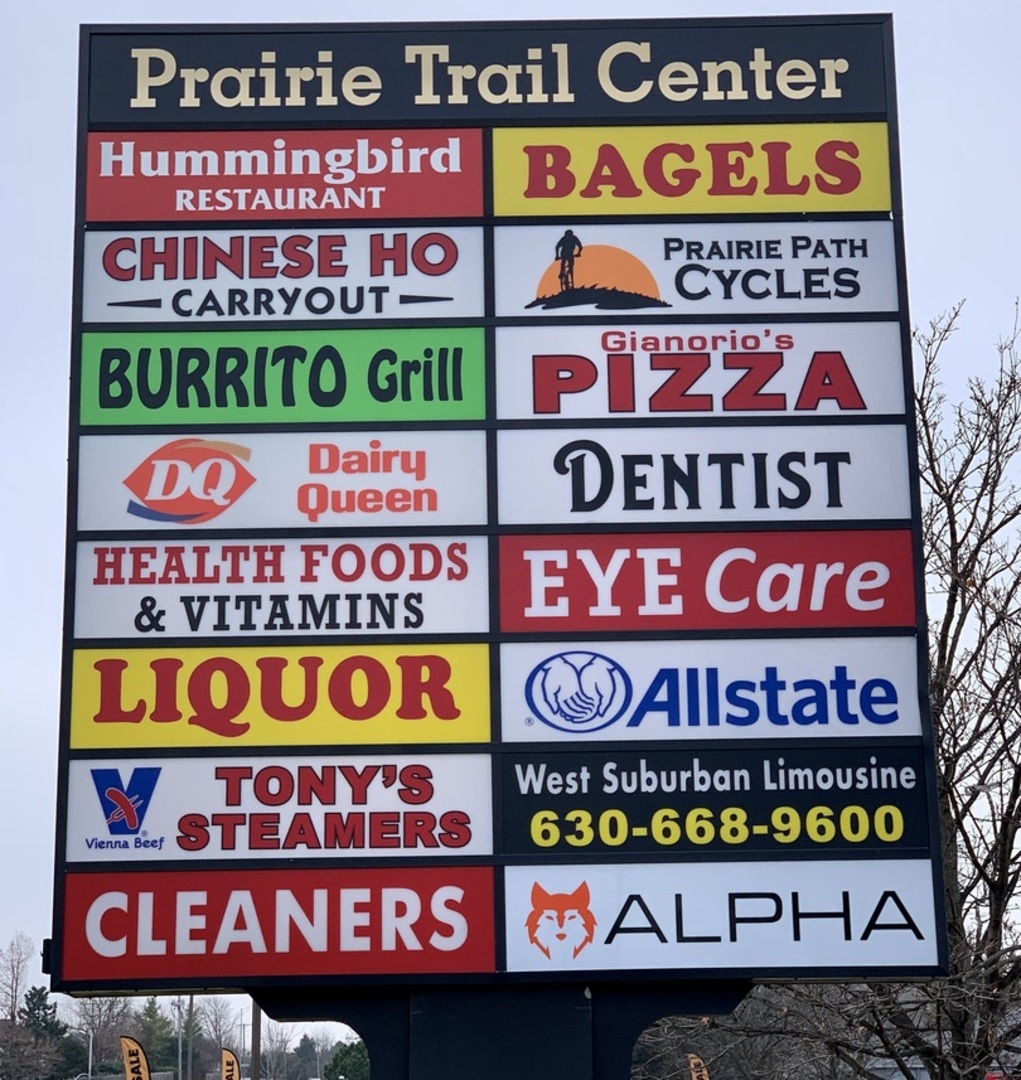 Prairie Trail Center
Hummingbird
RESTAURANT
BAGELS
CHINESE HO
CARRYOUT
PRAIRIE PATH
CYCLES
BURRITO Grill
Gianorio's
PIZZA
DQ
Dairy
Queen
DENTIST
HEALTH FOODS
& VITAMINS
EYE Care
LIQUOR
® Allstate
V
Vienna Beef ®
TONY'S
STEAMERS
West Suburban Limousine
630-668-9600
CLEANERS
ALPHA
SALE
ALE